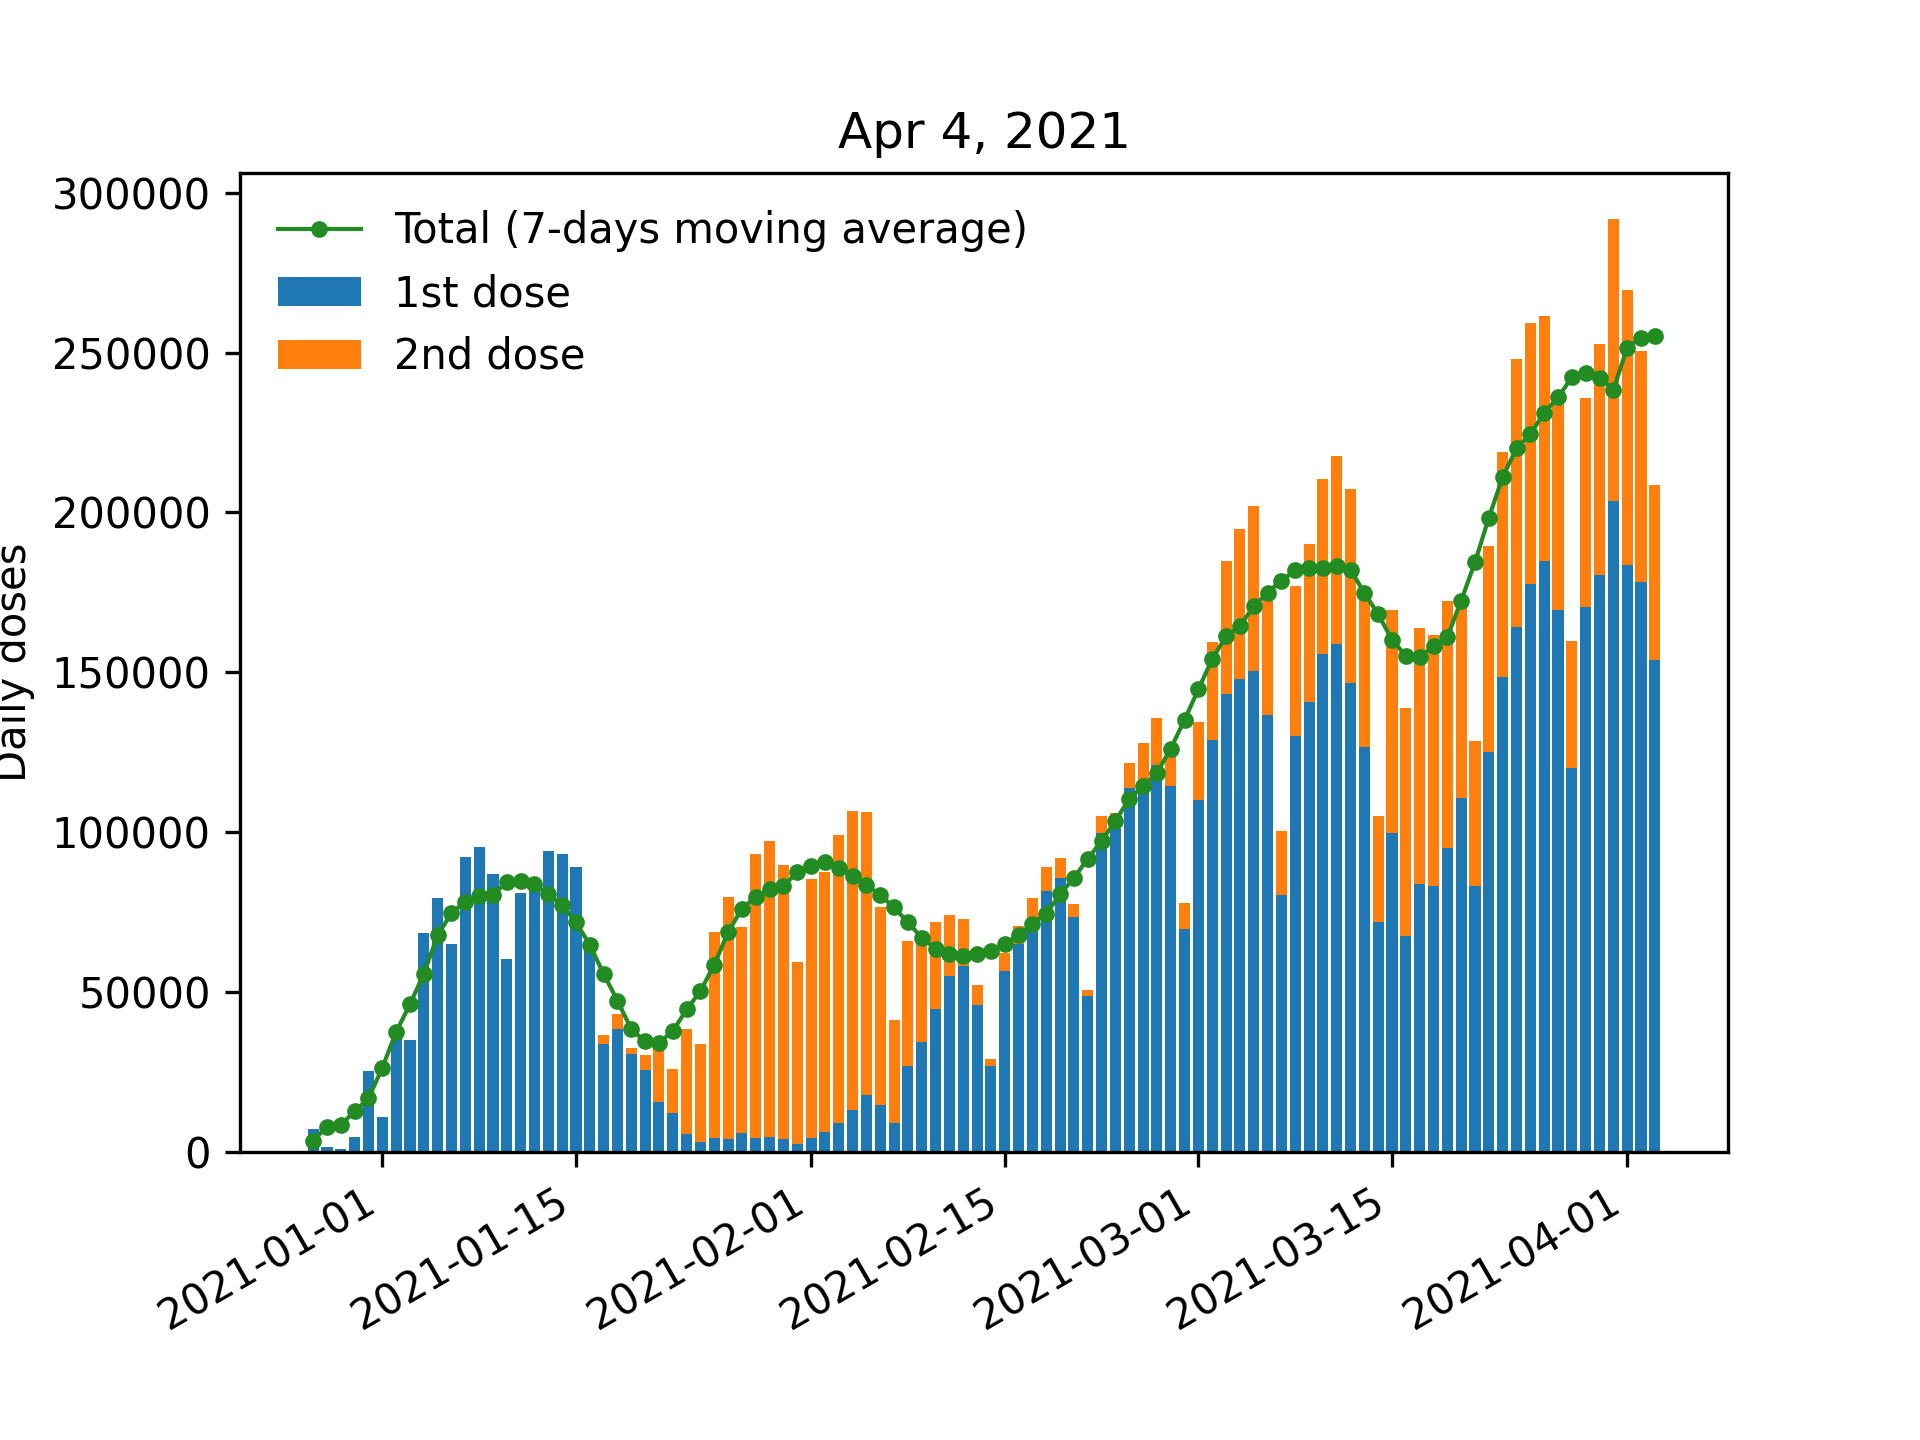 Apr 4, 2021
300000
250000
200000
150000
100000
50000
0
Daily doses
Total (7-days moving average)
1st dose
2nd dose
2021-01-01
2021-01-15
2021-02-01
2021-02-15
2021-03-01
2021-03-15
2021-04-01